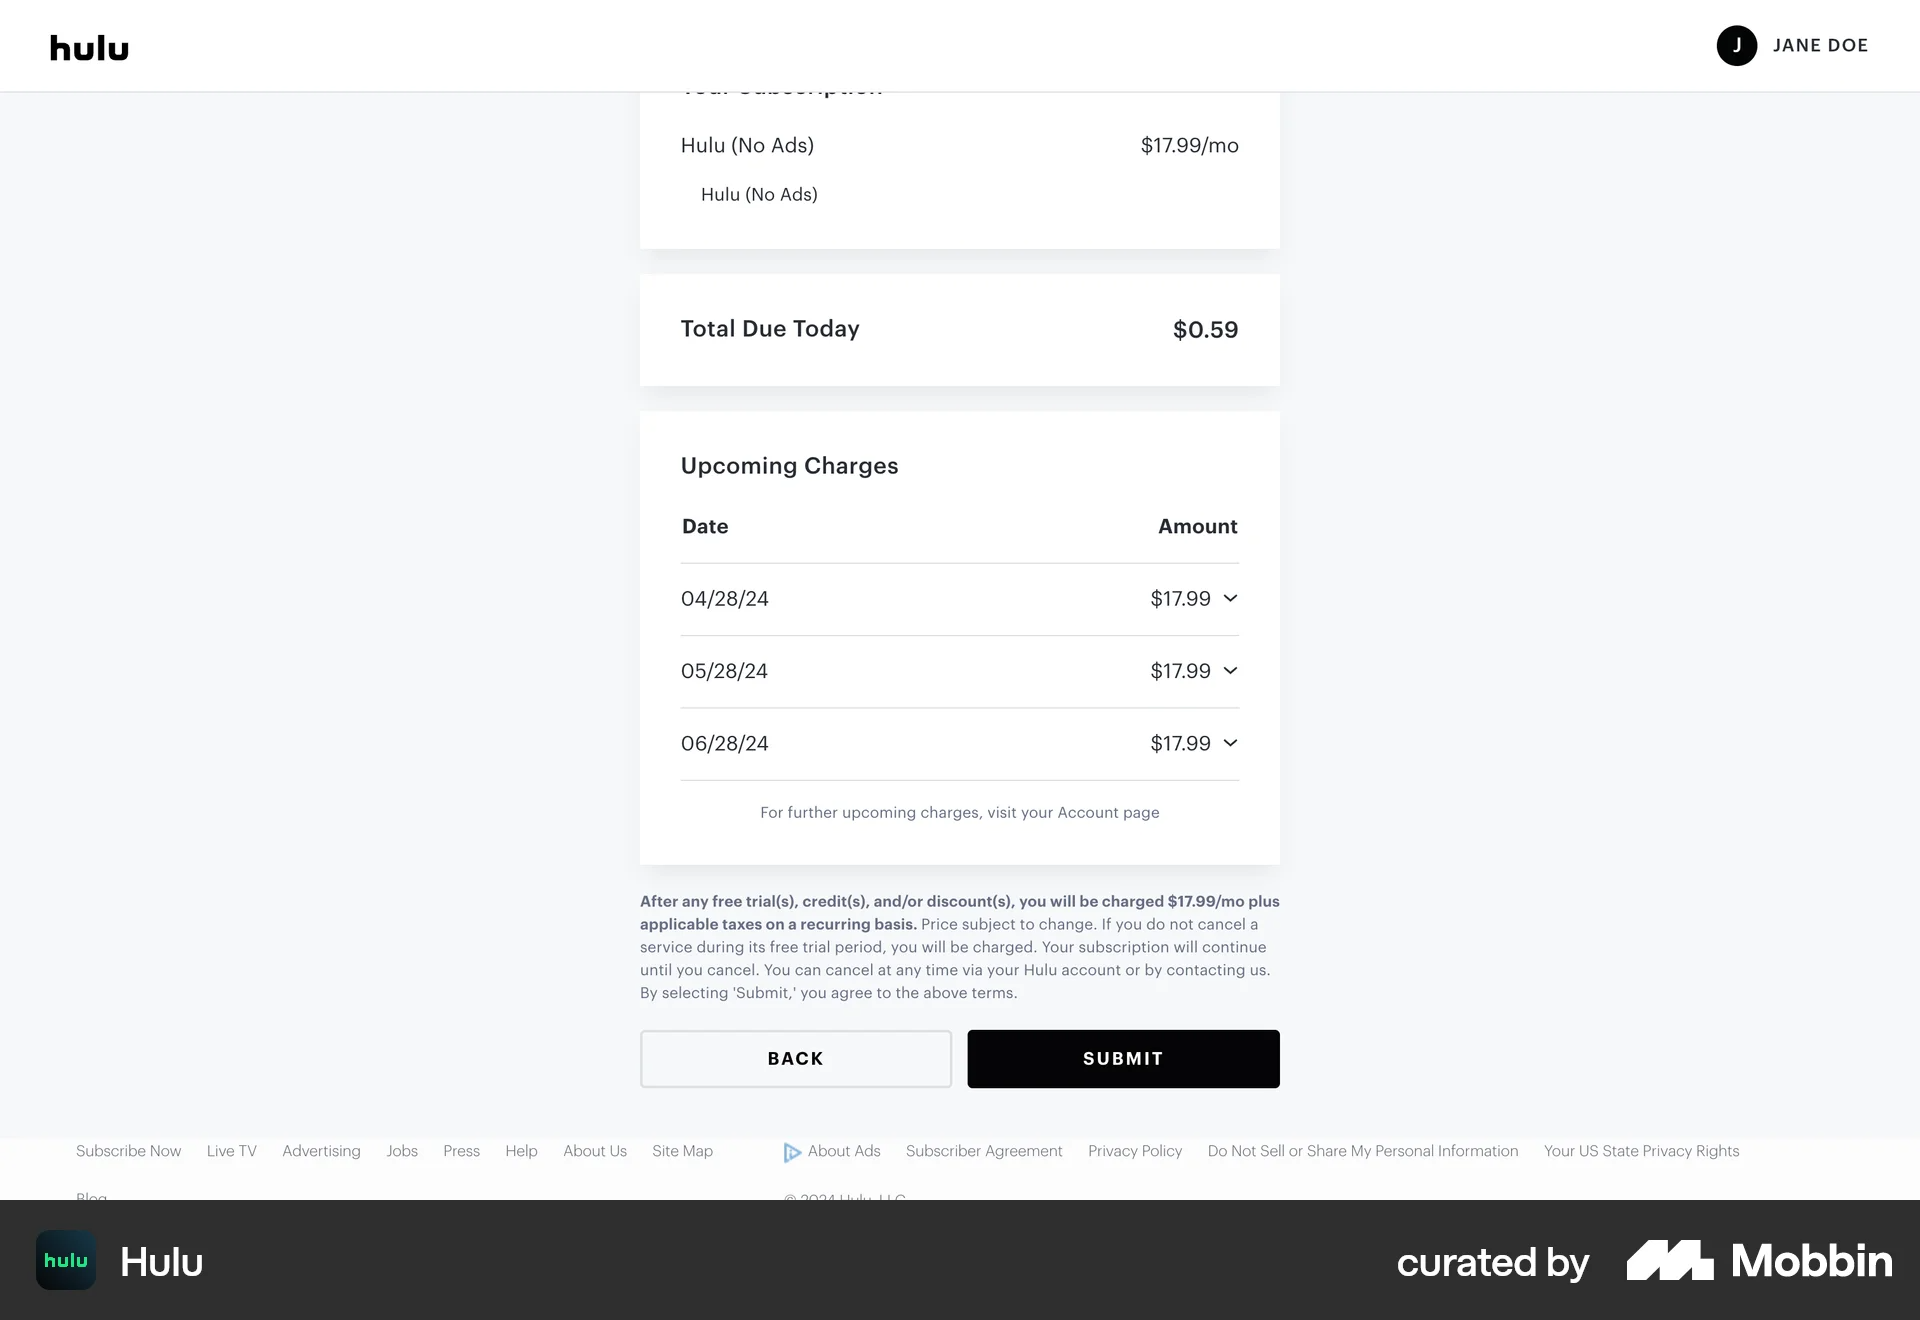 hulu
J JANE DOE
Your Subscription
Hulu (No Ads) $17.99/mo
Hulu (No Ads)
Total Due Today $0.59
Upcoming Charges
Date Amount
04/28/24 $17.99
05/28/24 $17.99
06/28/24 $17.99
For further upcoming charges, visit your Account page
After any free trial(s), credit(s), and/or discount(s), you will be charged $17.99/mo plus
applicable taxes on a recurring basis. Price subject to change. If you do not cancel a
service during its free trial period, you will be charged. Your subscription will continue
until you cancel. You can cancel at any time via your Hulu account or by contacting us.
By selecting 'Submit,' you agree to the above terms.
BACK SUBMIT
Subscribe Now Live TV Advertising Jobs Press Help About Us Site Map About Ads Subscriber Agreement Privacy Policy Do Not Sell or Share My Personal Information Your US State Privacy Rights
Blog © 2024 Hulu, LLC
hulu Hulu curated by Mobbin